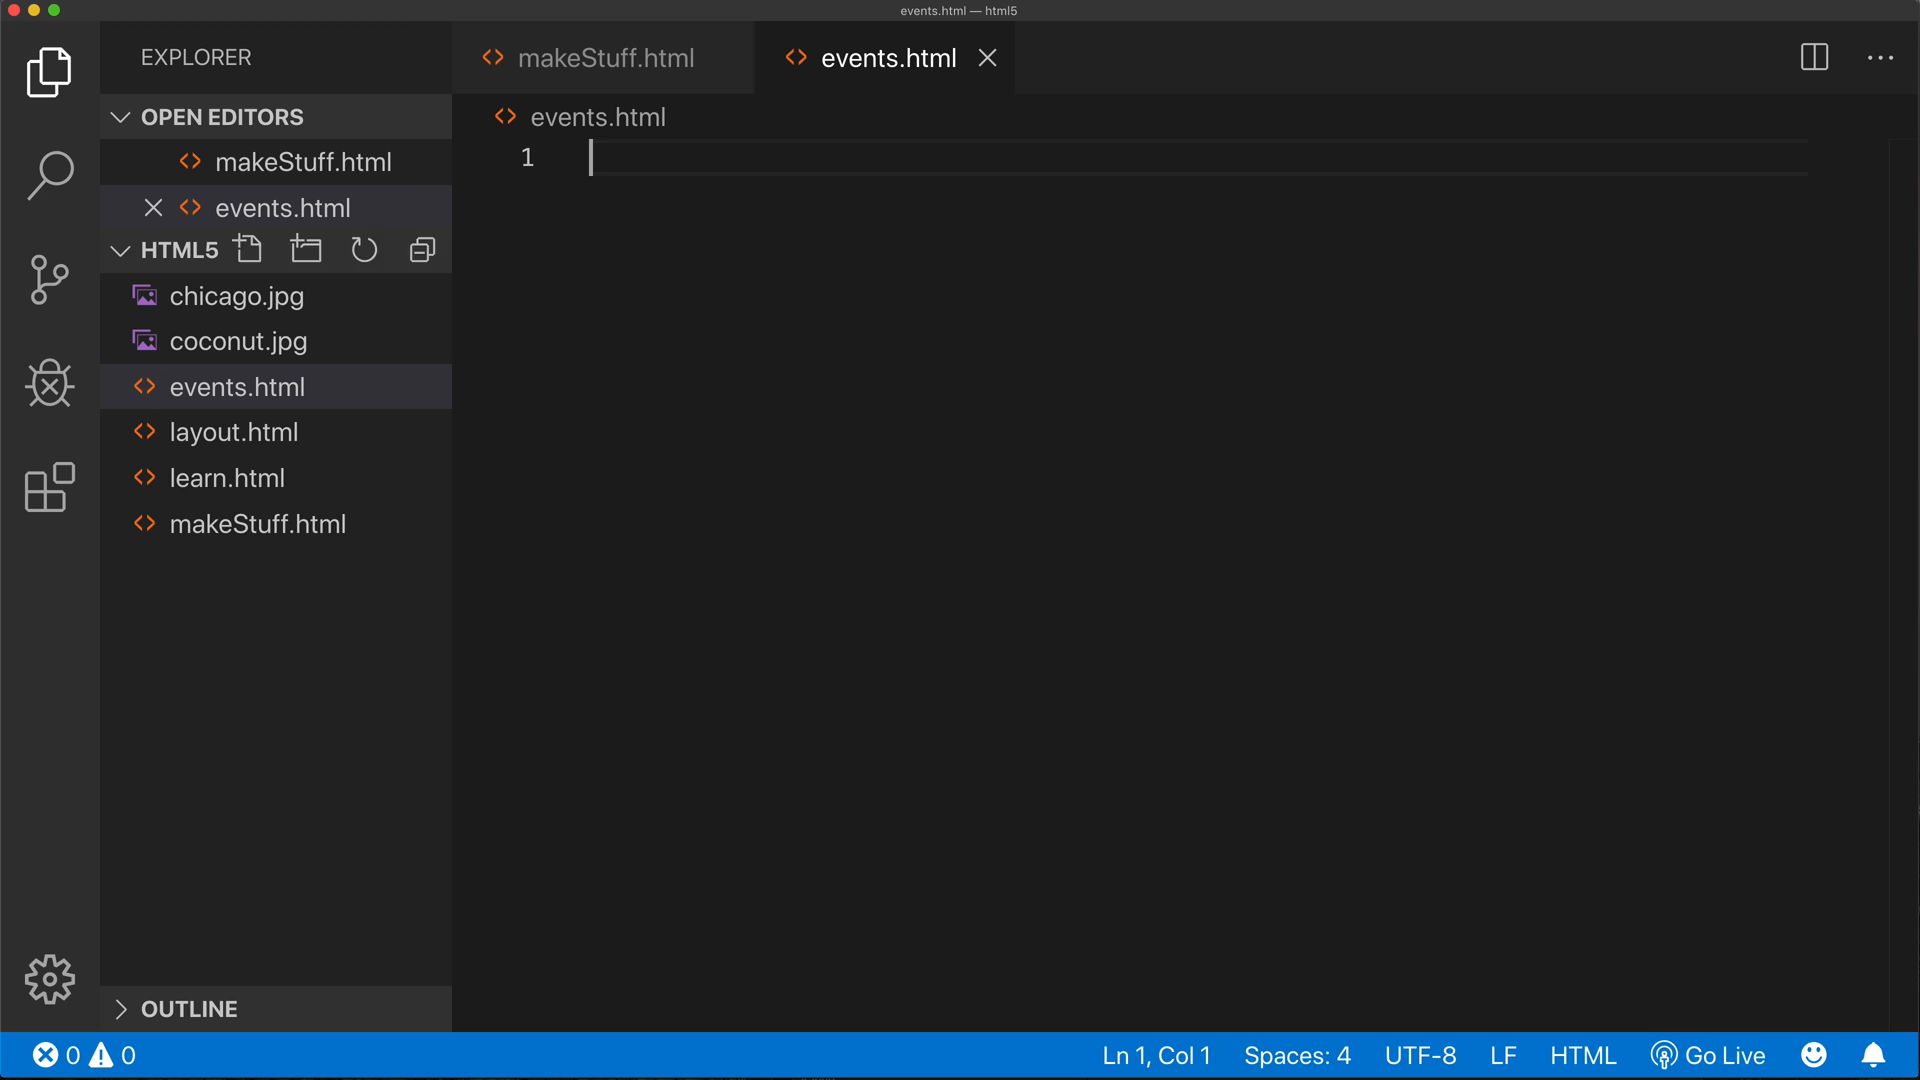 events.html — html5
EXPLORER
makeStuff.html
events.html
OPEN EDITORS
makeStuff.html
events.html
HTML5
chicago.jpg
coconut.jpg
events.html
layout.html
learn.html
makeStuff.html
OUTLINE
events.html
1
0 0
Ln 1, Col 1 Spaces: 4 UTF-8 LF HTML Go Live